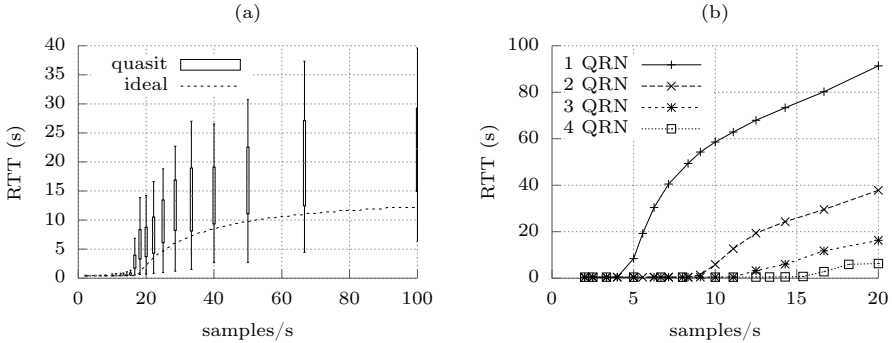 (a)
40
35
30
25
20
15
10
5
0
RTT (s)
quasit
ideal
0 20 40 60 80 100
samples/s
(b)
100
80
60
40
20
0
RTT (s)
1 QRN
2 QRN
3 QRN
4 QRN
5 10 15 20
samples/s